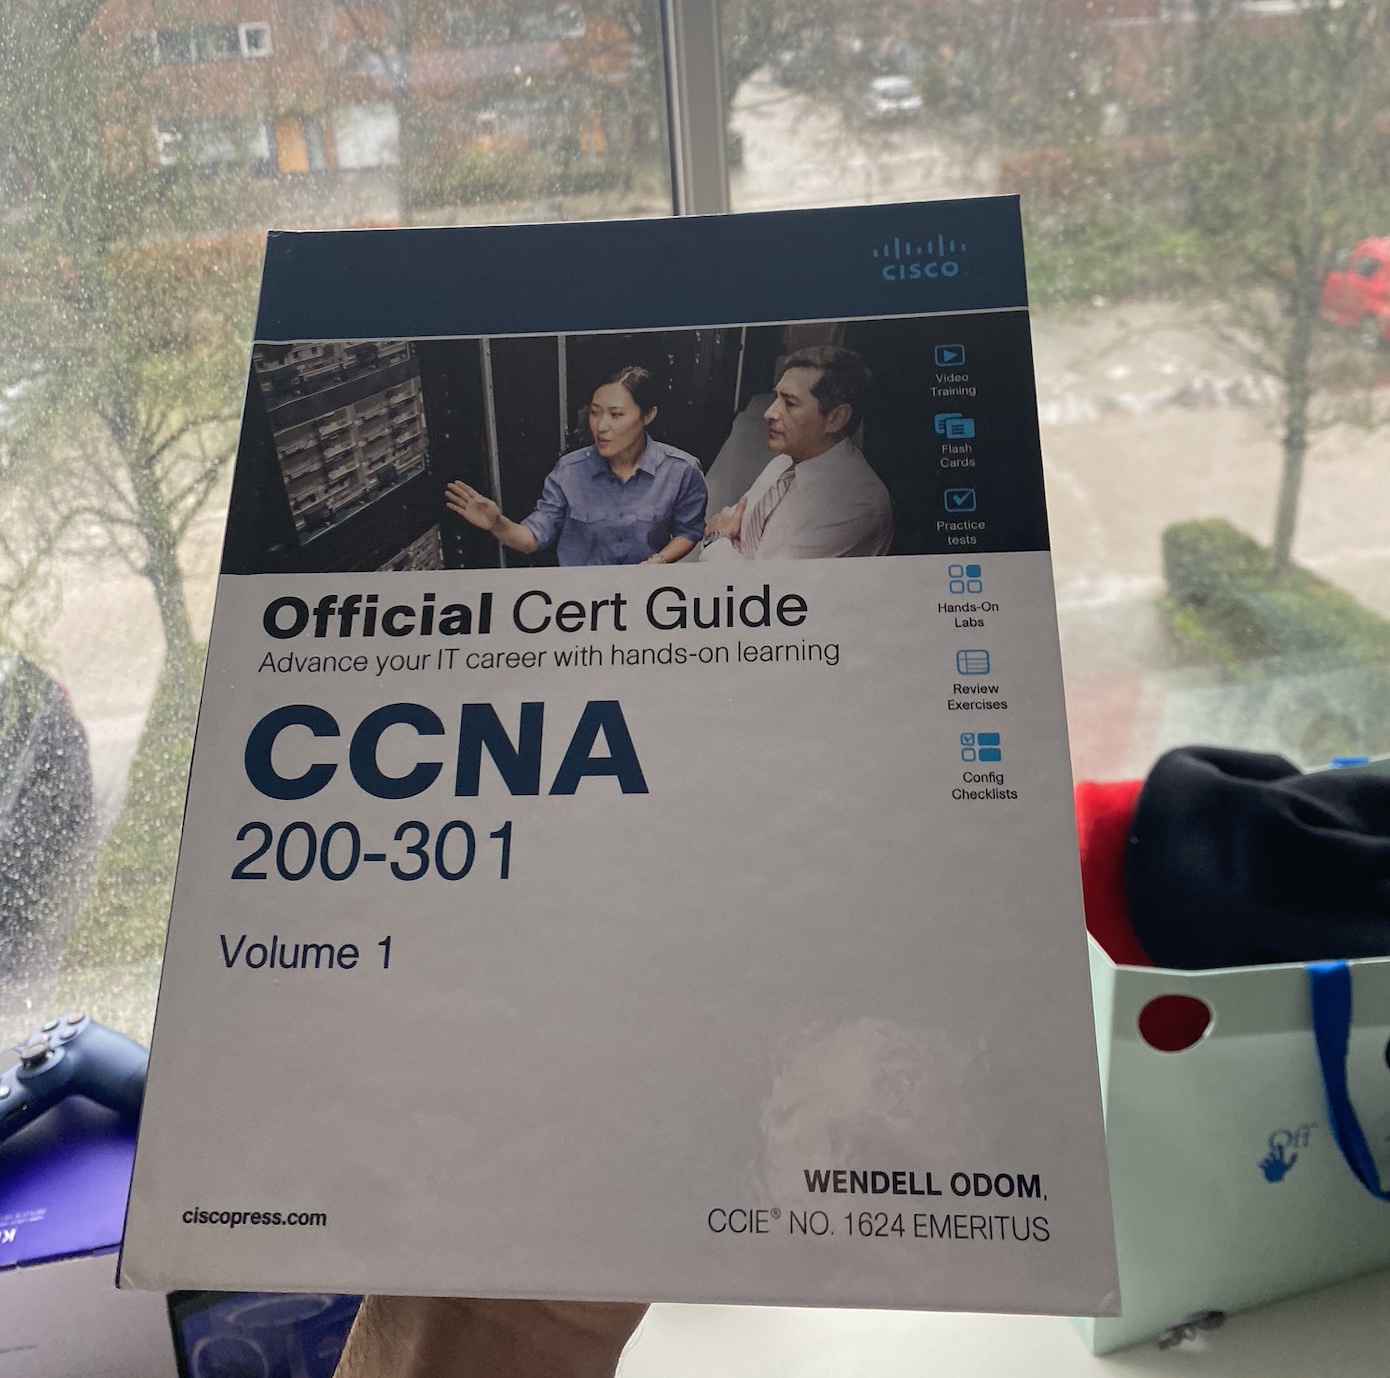 CISCO
Video
Training
Flash
Cards
Practice
tests
Hands-On
Labs
Review
Exercises
Config
Checklists
Official Cert Guide
Advance your IT career with hands-on learning
CCNA
200-301
Volume 1
WENDELL ODOM,
CCIE® NO. 1624 EMERITUS
ciscopress.com
Off